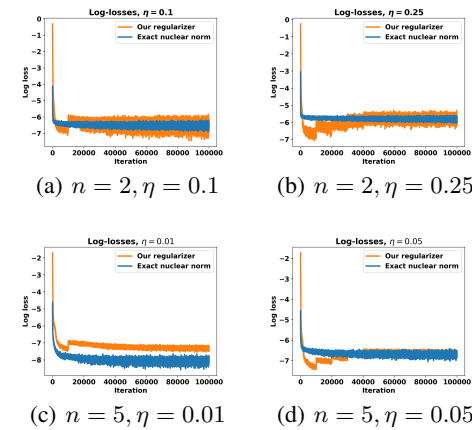 Log-losses, η = 0.1
Our regularizer
Exact nuclear norm
Log loss
0
−1
−2
−3
−4
−5
−6
−7
0 20000 40000 60000 80000 100000
Iteration
(a) n = 2, η = 0.1
Log-losses, η = 0.25
Our regularizer
Exact nuclear norm
Log loss
0
−1
−2
−3
−4
−5
−6
−7
0 20000 40000 60000 80000 100000
Iteration
(b) n = 2, η = 0.25
Log-losses, η = 0.01
Our regularizer
Exact nuclear norm
Log loss
−2
−3
−4
−5
−6
−7
−8
0 20000 40000 60000 80000 100000
Iteration
(c) n = 5, η = 0.01
Log-losses, η = 0.05
Our regularizer
Exact nuclear norm
Log loss
−2
−3
−4
−5
−6
−7
0 20000 40000 60000 80000 100000
Iteration
(d) n = 5, η = 0.05